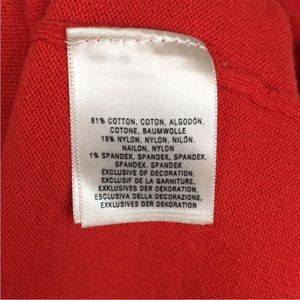 81% COTTON, COTON, ALGODÓN,
COTONE, BAUMWOLLE
18% NYLON, NYLON, NILÓN,
NAILON, NYLON
1% SPANDEX, SPANDEX, SPANDEX,
SPANDEX, SPANDEX
EXCLUSIVE OF DECORATION,
EXCLUSIF DE LA GARNITURE,
EXKLUSIVES DER DEKORATION,
ESCLUSIVA DELLA DECORAZIONE,
EXKLUSIVES DER DEKORATION